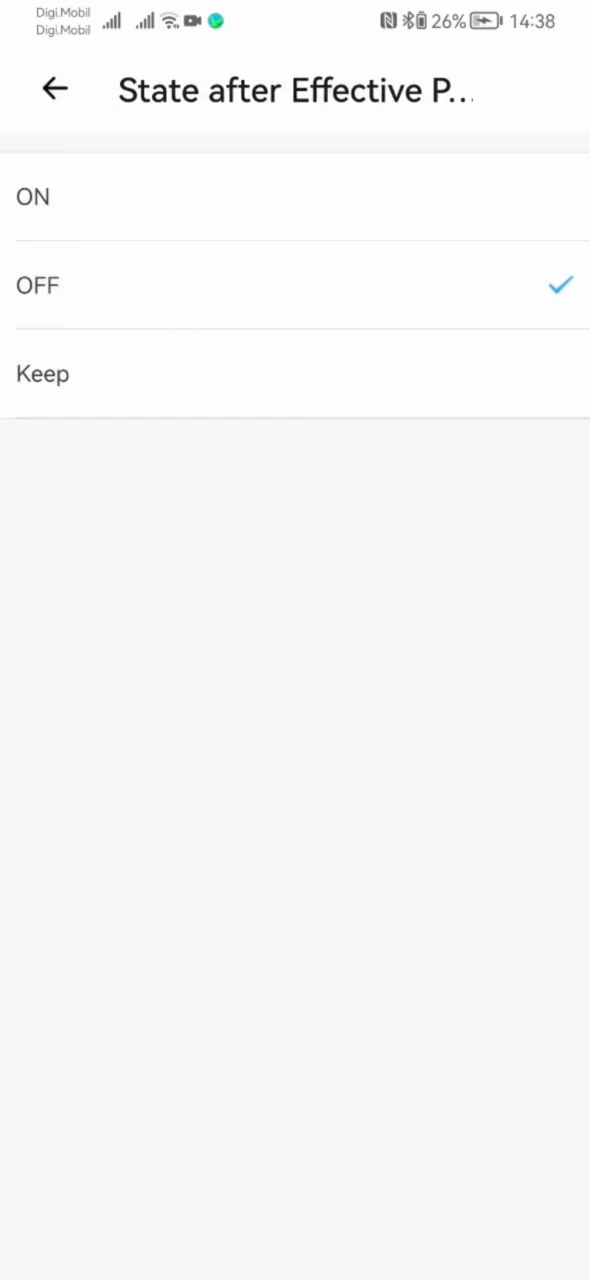 Digi.Mobil
Digi.Mobil
26% 14:38
State after Effective P...
ON
OFF
Keep